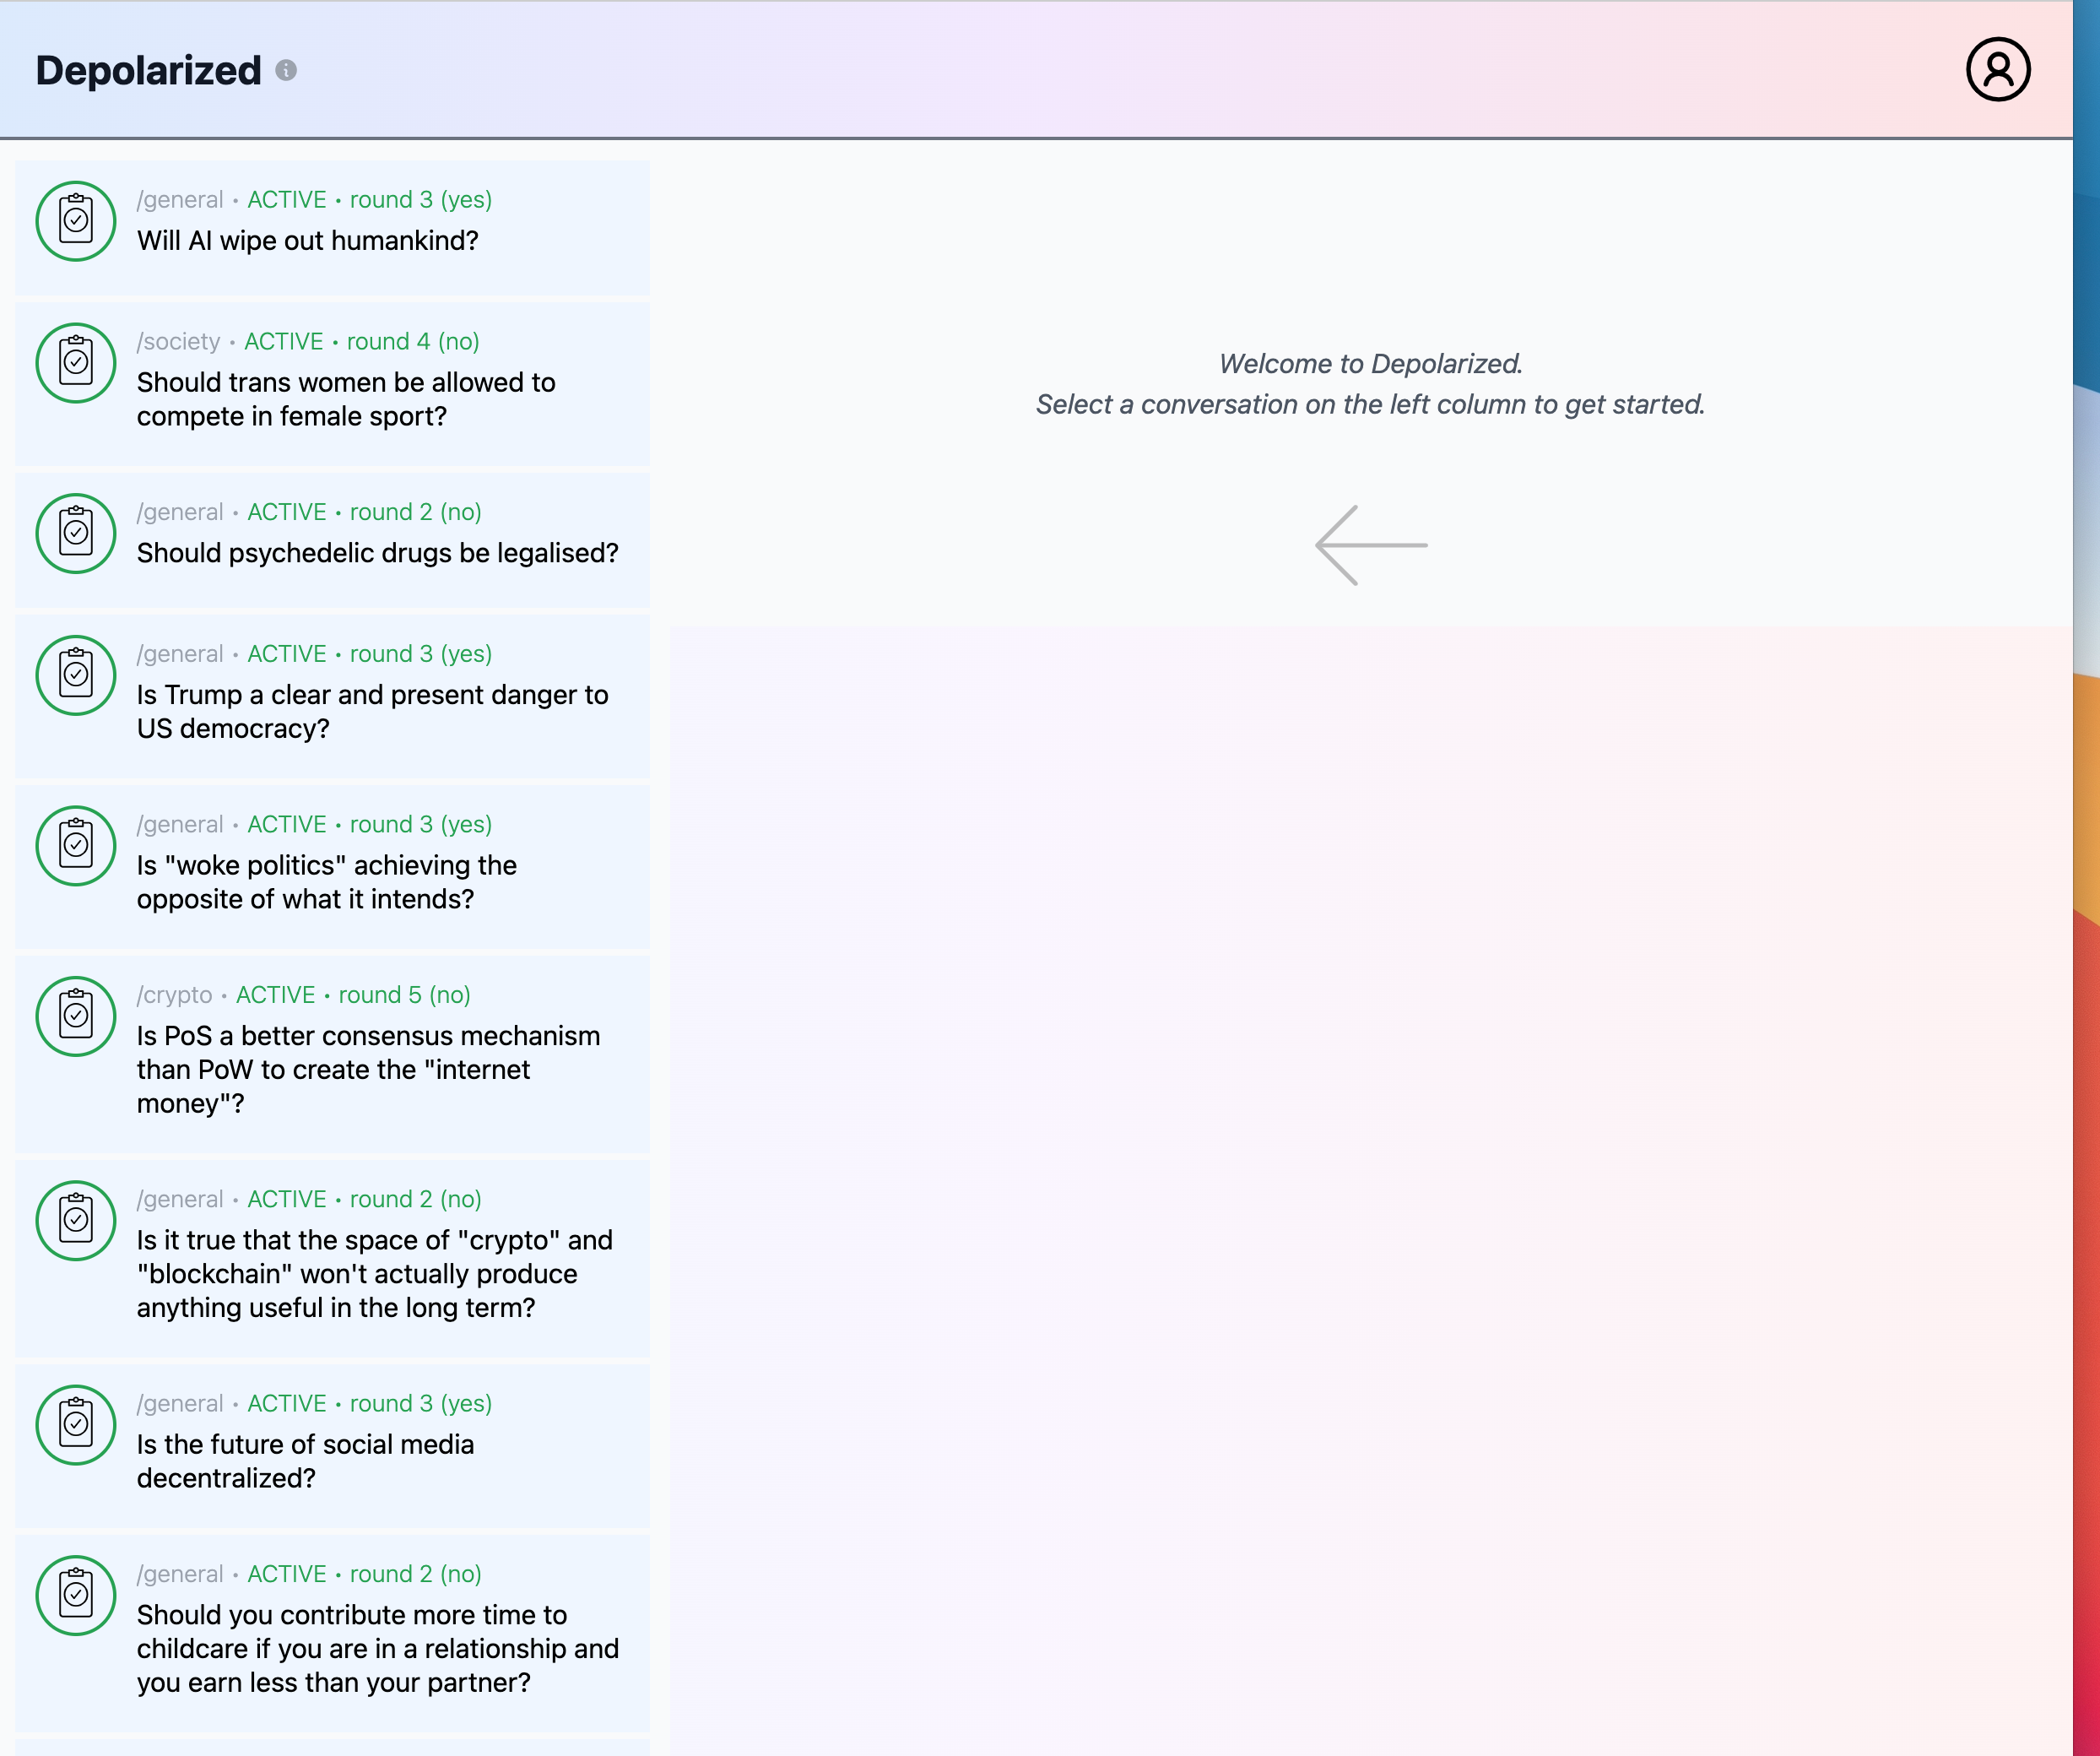 Depolarized
/general • ACTIVE • round 3 (yes)
Will AI wipe out humankind?
/society • ACTIVE • round 4 (no)
Should trans women be allowed to
compete in female sport?
/general • ACTIVE • round 2 (no)
Should psychedelic drugs be legalised?
/general • ACTIVE • round 3 (yes)
Is Trump a clear and present danger to
US democracy?
/general • ACTIVE • round 3 (yes)
Is "woke politics" achieving the
opposite of what it intends?
/crypto • ACTIVE • round 5 (no)
Is PoS a better consensus mechanism
than PoW to create the "internet
money"?
/general • ACTIVE • round 2 (no)
Is it true that the space of "crypto" and
"blockchain" won't actually produce
anything useful in the long term?
/general • ACTIVE • round 3 (yes)
Is the future of social media
decentralized?
/general • ACTIVE • round 2 (no)
Should you contribute more time to
childcare if you are in a relationship and
you earn less than your partner?
Welcome to Depolarized.
Select a conversation on the left column to get started.